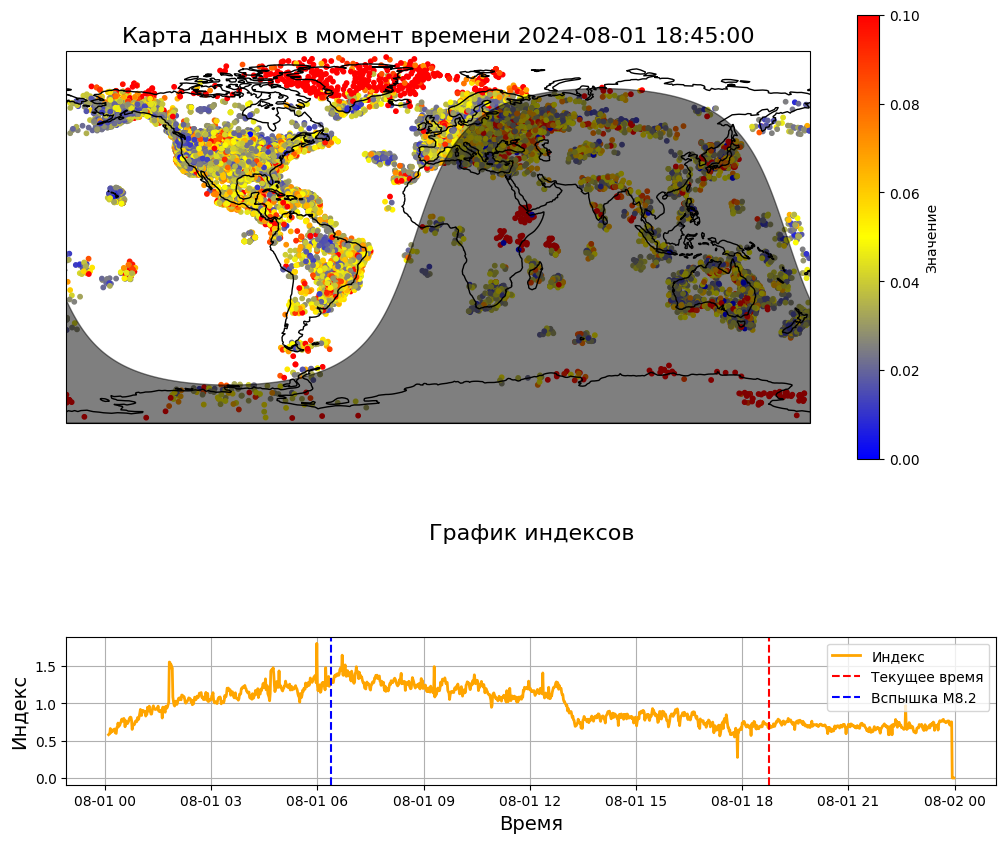 Карта данных в момент времени 2024-08-01 18:45:00
0.10
0.08
0.06
0.04
0.02
0.00
Значение
График индексов
Индекс
1.5
1.0
0.5
0.0
Индекс
Текущее время
Вспышка M8.2
08-01 00
08-01 03
08-01 06
08-01 09
08-01 12
08-01 15
08-01 18
08-01 21
08-02 00
Время